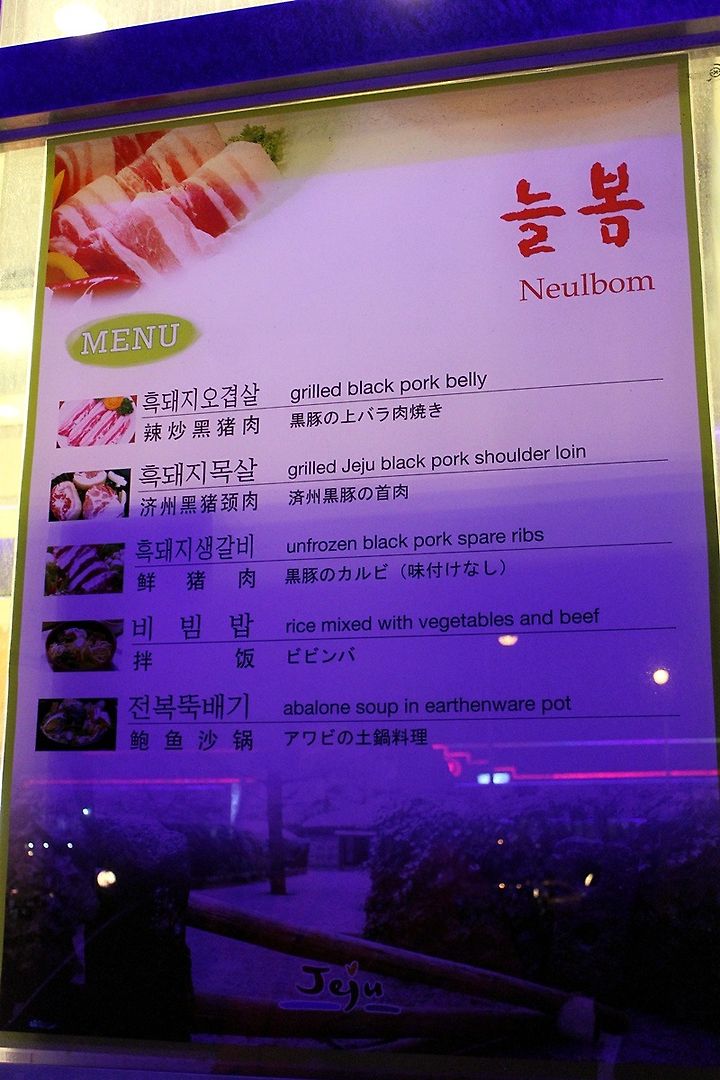 늘봄
Neulbom
MENU
흑돼지오겹살 grilled black pork belly
辣炒黑猪肉 黒豚の上バラ肉焼き
흑돼지목살 grilled Jeju black pork shoulder loin
済州黑猪颈肉 済州黒豚の首肉
흑돼지생갈비 unfrozen black pork spare ribs
鲜猪肉 黒豚のカルビ（味付けなし）
비빔밥 rice mixed with vegetables and beef
拌饭 ビビンバ
전복뚝배기 abalone soup in earthenware pot
鲍鱼沙锅 アワビの土鍋料理
Jeju